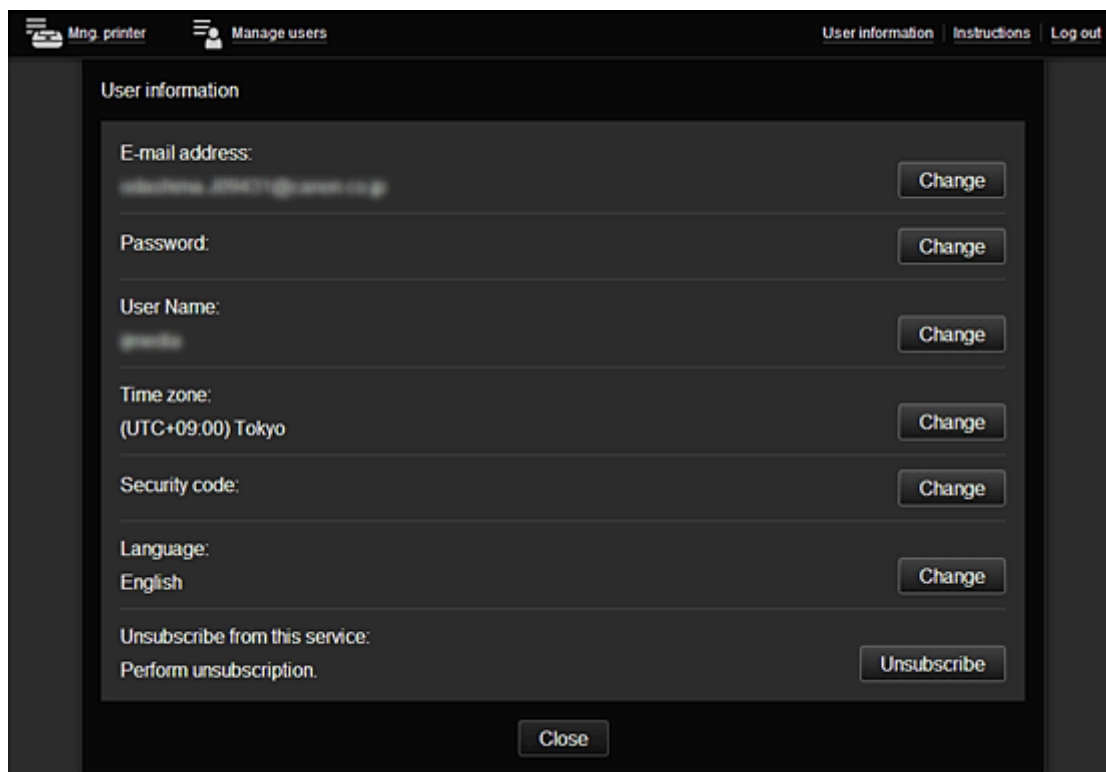 Mng. printer Manage users User information Instructions Log out
User information
E-mail address:
Change
Password:
Change
User Name:
Change
Time zone:
(UTC+09:00) Tokyo
Change
Security code:
Change
Language:
English
Change
Unsubscribe from this service:
Perform unsubscription.
Unsubscribe
Close